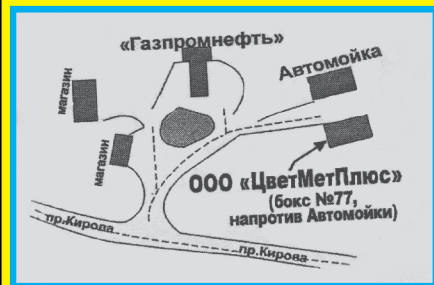 «Газпромнефть»
Автомойка
магазин
магазин
ООО «ЦветМетПлюс»
(бокс №77,
напротив Автомойки)
пр.Кирова
пр.Кирова